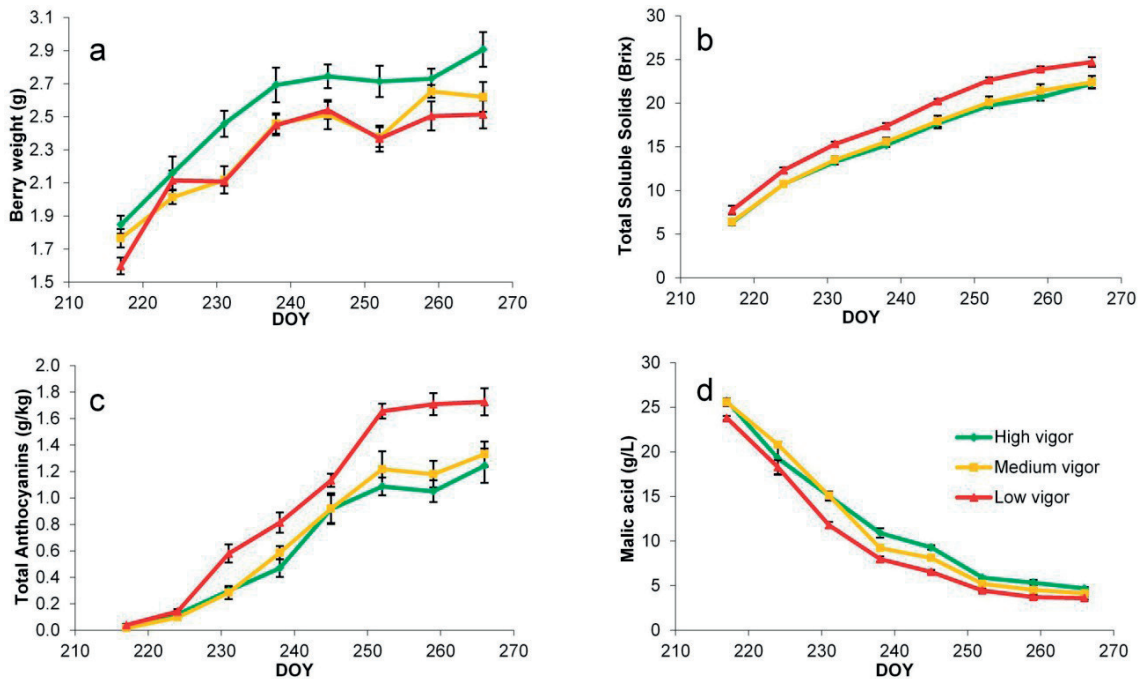 a
Berry weight (g)
3.1
2.9
2.7
2.5
2.3
2.1
1.9
1.7
1.5
210 220 230 240 250 260 270
DOY
b
Total Soluble Solids (Brix)
30
25
20
15
10
5
0
210 220 230 240 250 260 270
DOY
c
Total Anthocyanins (g/kg)
2.0
1.8
1.6
1.4
1.2
1.0
0.8
0.6
0.4
0.2
0.0
210 220 230 240 250 260 270
DOY
d
Malic acid (g/L)
30
25
20
15
10
5
0
210 220 230 240 250 260 270
DOY
High vigor
Medium vigor
Low vigor